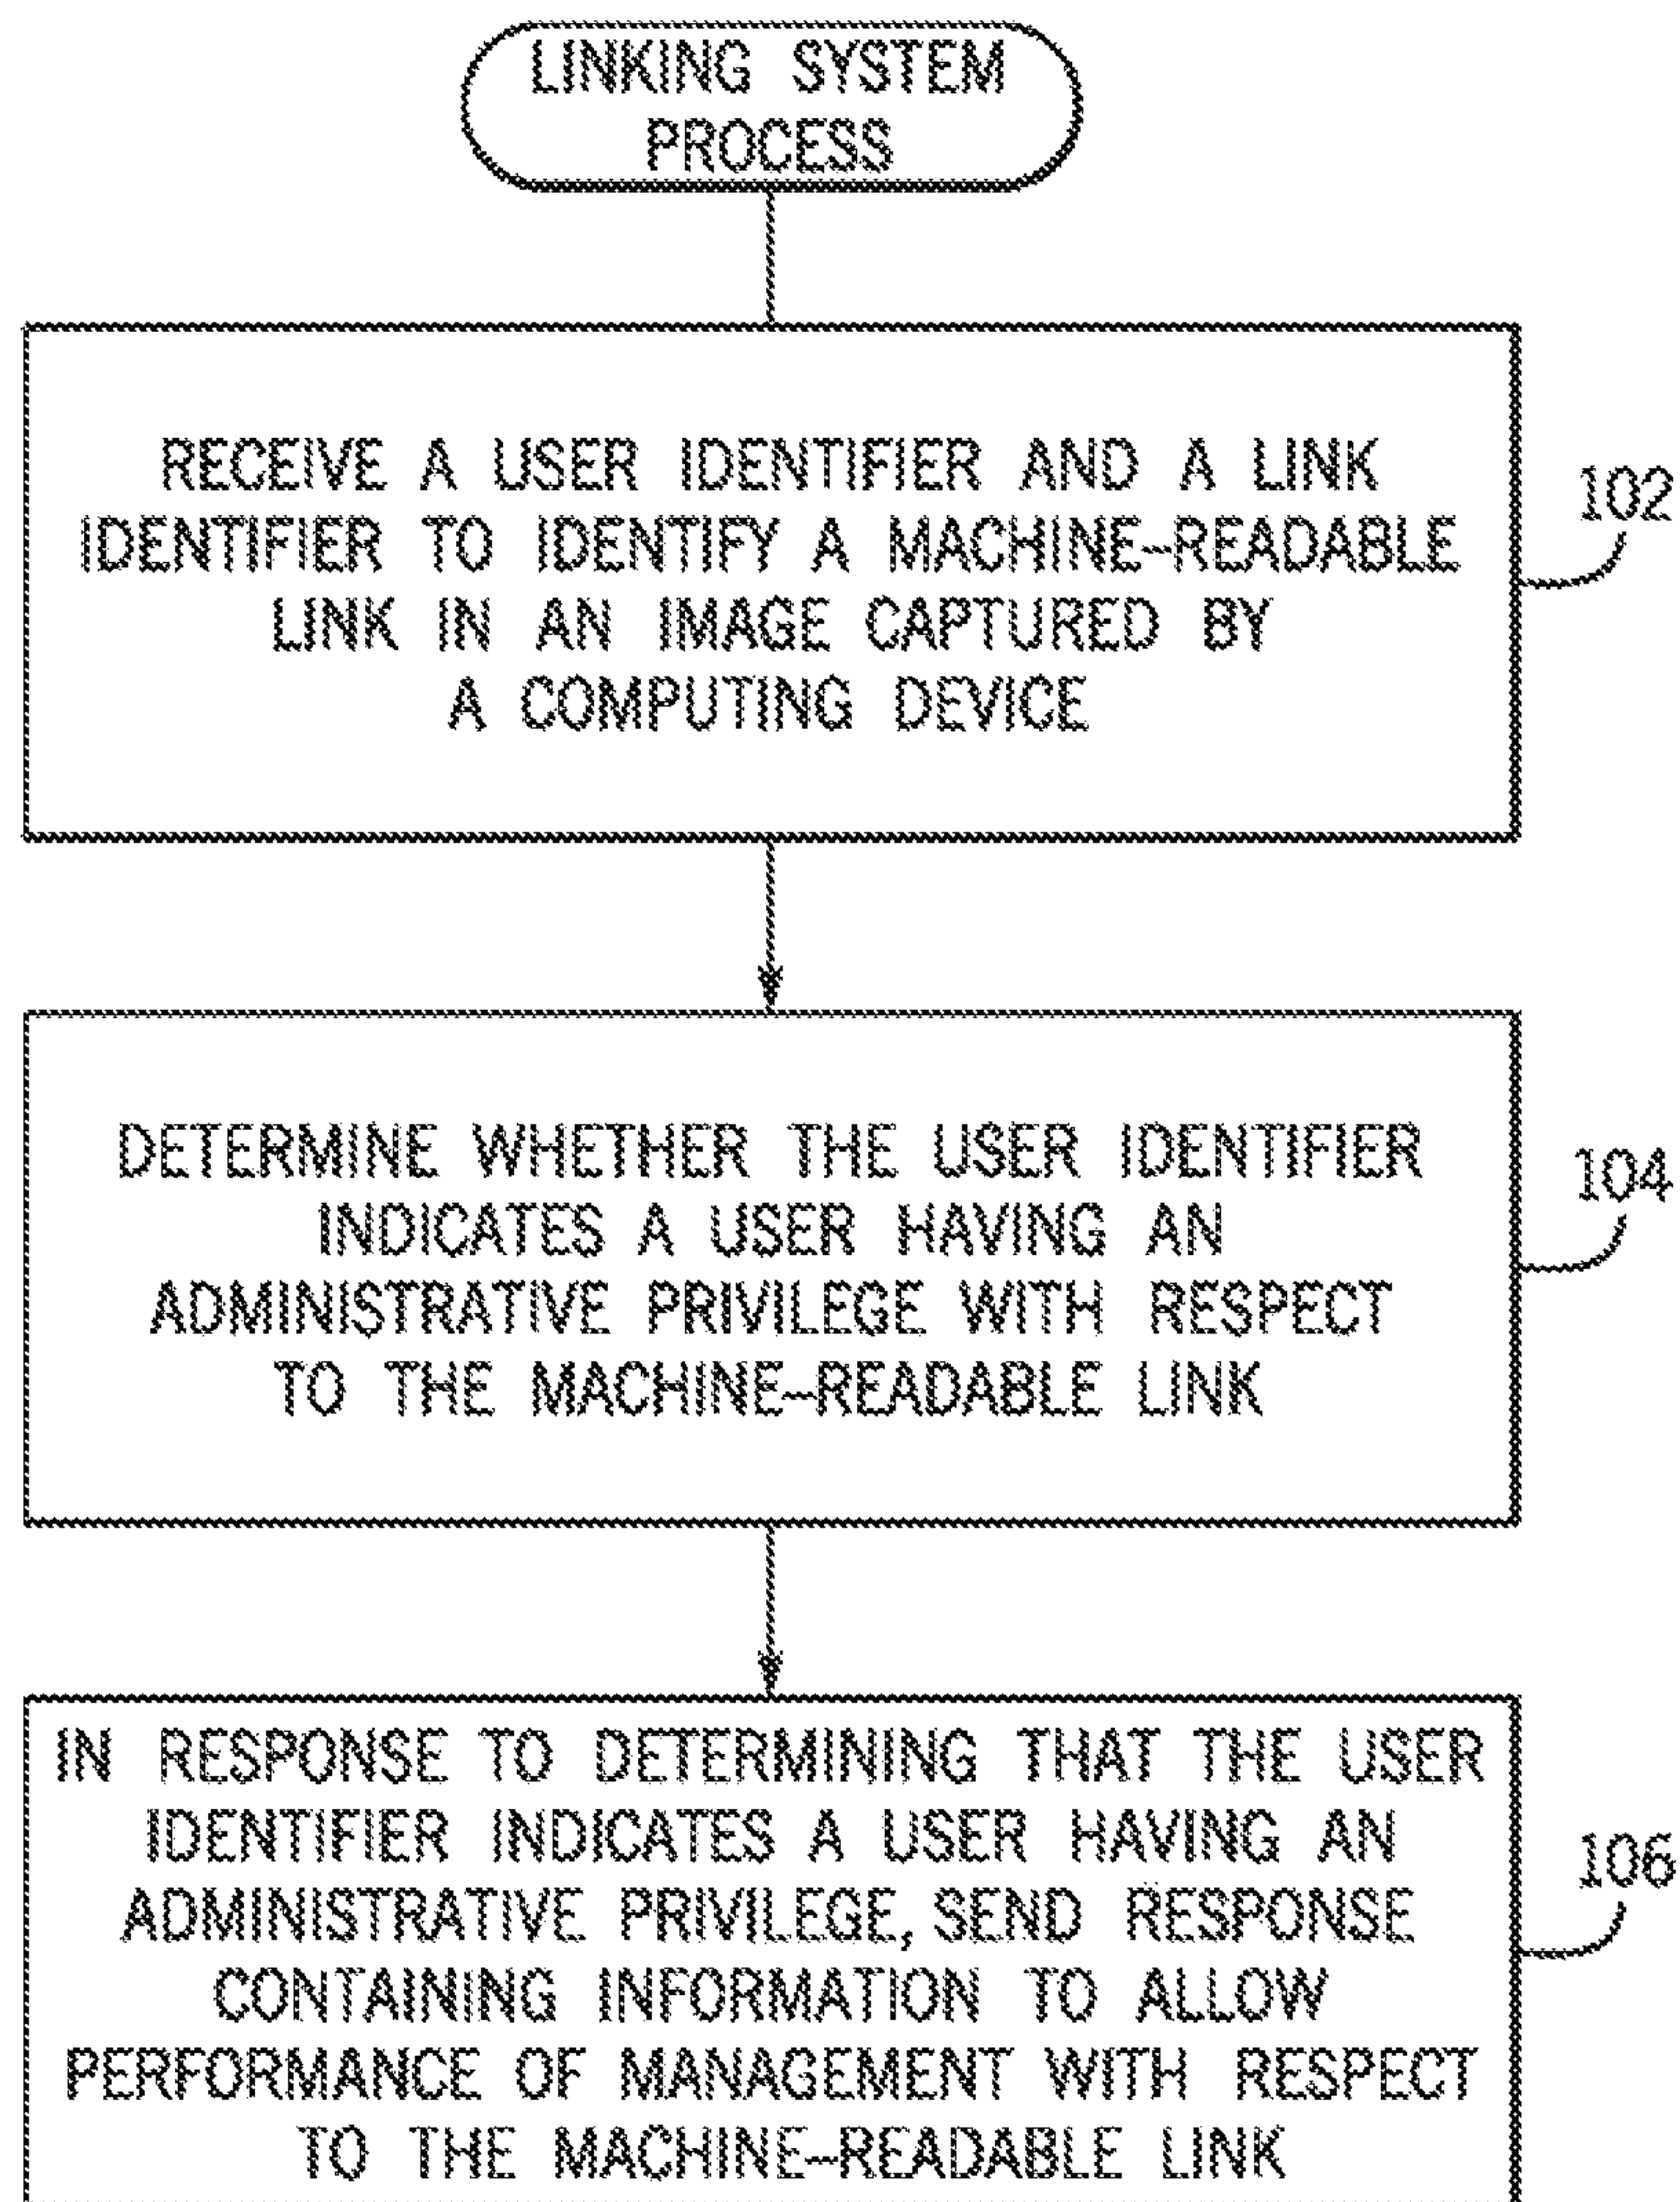 LINKING SYSTEM
PROCESS
RECEIVE A USER IDENTIFIER AND A LINK
IDENTIFIER TO IDENTIFY A MACHINE-READABLE
LINK IN AN IMAGE CAPTURED BY
A COMPUTING DEVICE
102
DETERMINE WHETHER THE USER IDENTIFIER
INDICATES A USER HAVING AN
ADMINISTRATIVE PRIVILEGE WITH RESPECT
TO THE MACHINE-READABLE LINK
104
IN RESPONSE TO DETERMINING THAT THE USER
IDENTIFIER INDICATES A USER HAVING AN
ADMINISTRATIVE PRIVILEGE, SEND RESPONSE
CONTAINING INFORMATION TO ALLOW
PERFORMANCE OF MANAGEMENT WITH RESPECT
TO THE MACHINE-READABLE LINK
106